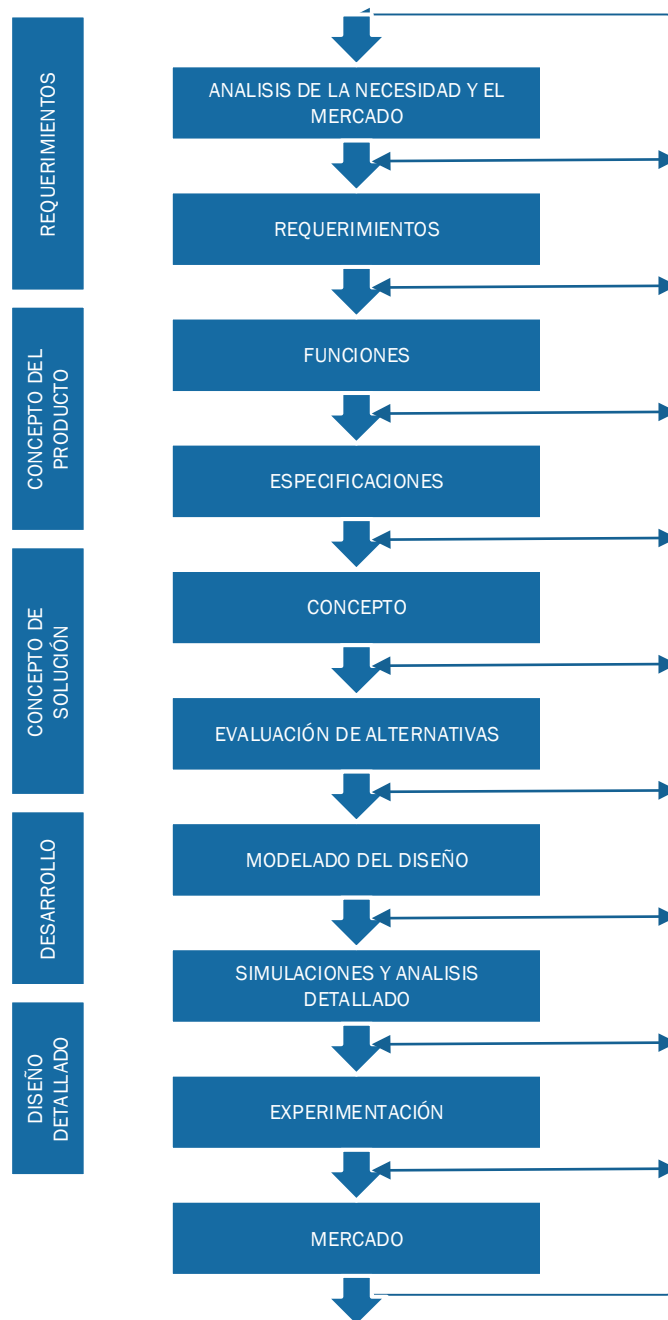 REQUERIMIENTOS
ANALISIS DE LA NECESIDAD Y EL
MERCADO
REQUERIMIENTOS
CONCEPTO DEL
PRODUCTO
FUNCIONES
ESPECIFICACIONES
CONCEPTO DE
SOLUCIÓN
CONCEPTO
EVALUACIÓN DE ALTERNATIVAS
DESARROLLO
MODELADO DEL DISEÑO
SIMULACIONES Y ANALISIS
DETALLADO
DISEÑO
DETALLADO
EXPERIMENTACIÓN
MERCADO